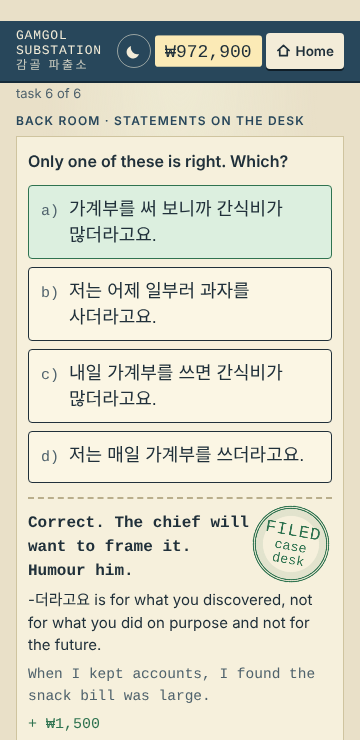 GAMGOL
SUBSTATION
감골 파출소
₩972,900
Home
task 6 of 6
BACK ROOM · STATEMENTS ON THE DESK
Only one of these is right. Which?
a) 가계부를 써 보니까 간식비가
많더라고요.
b) 저는 어제 일부러 과자를
사더라고요.
c) 내일 가계부를 쓰면 간식비가
많더라고요.
d) 저는 매일 가계부를 쓰더라고요.
Correct. The chief will
want to frame it.
Humour him.
FILED
case
desk
-더라고요 is for what you discovered, not
for what you did on purpose and not for
the future.
When I kept accounts, I found the
snack bill was large.
+ ₩1,500